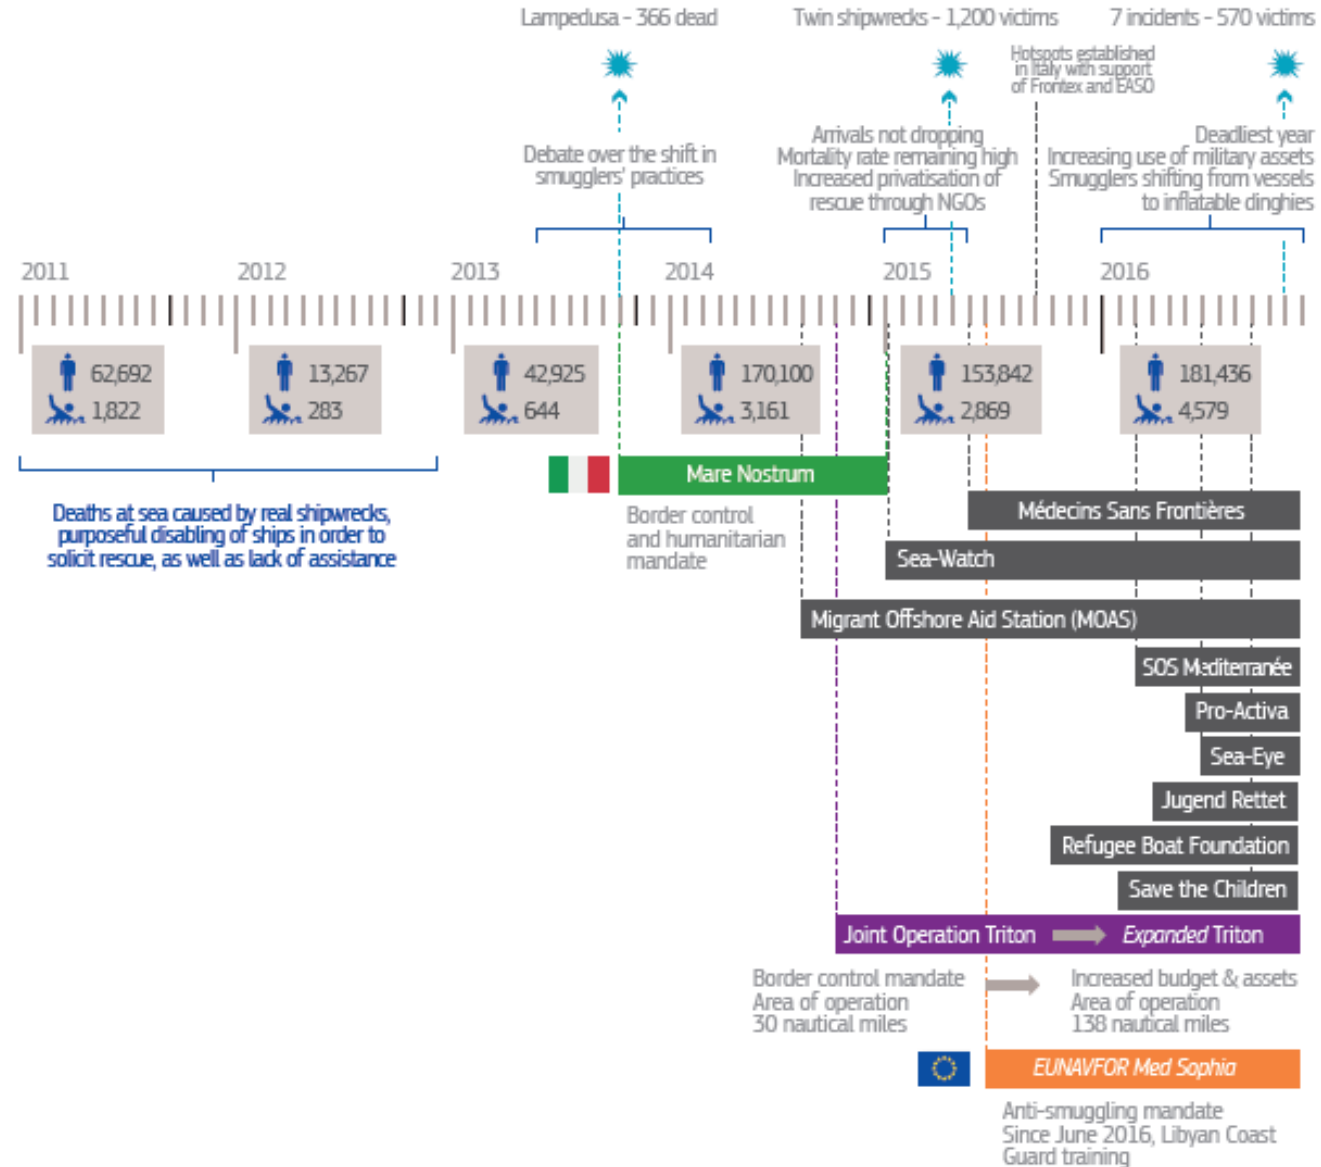 Lampedusa - 366 dead
Twin shipwrecks - 1,200 victims
7 incidents - 570 victims
Hotspots established
in Italy with support
of Frontex and EASO
Debate over the shift in
smugglers' practices
Arrivals not dropping
Mortality rate remaining high
Increased privatisation of
rescue through NGOs
Deadliest year
Increasing use of military assets
Smugglers shifting from vessels
to inflatable dinghies
2011
2012
2013
2014
2015
2016
62,692
1,822
13,267
283
42,925
644
170,100
3,161
153,842
2,869
181,436
4,579
Deaths at sea caused by real shipwrecks,
purposeful disabling of ships in order to
solicit rescue, as well as lack of assistance
Mare Nostrum
Border control
and humanitarian
mandate
Médecins Sans Frontières
Sea-Watch
Migrant Offshore Aid Station (MOAS)
SOS Mediterranée
Pro-Activa
Sea-Eye
Jugend Rettet
Refugee Boat Foundation
Save the Children
Joint Operation Triton
Expanded Triton
Border control mandate
Area of operation
30 nautical miles
Increased budget & assets
Area of operation
138 nautical miles
EUNAVFOR Med Sophia
Anti-smuggling mandate
Since June 2016, Libyan Coast
Guard training